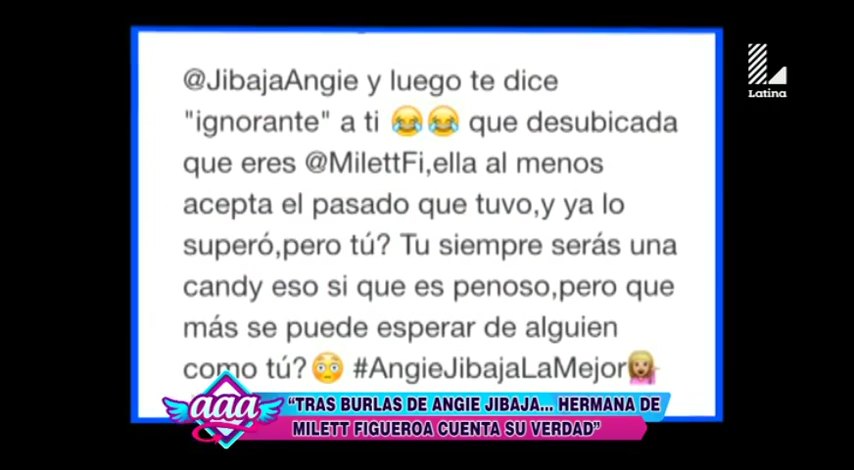 @JibajaAngie y luego te dice
"ignorante" a ti 😂😂 que desubicada
que eres @MilettFi,ella al menos
acepta el pasado que tuvo,y ya lo
superó,pero tú? Tu siempre serás una
candy eso si que es penoso,pero que
más se puede esperar de alguien
como tú?😳 #AngieJibajaLaMejor💁
Latina
aaa
“TRAS BURLAS DE ANGIE JIBAJA... HERMANA DE
MILETT FIGUEROA CUENTA SU VERDAD”